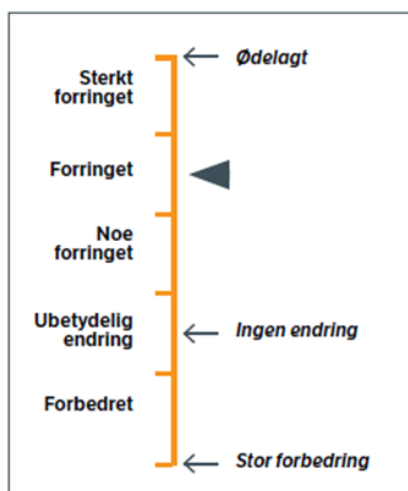 Ødelagt
Sterkt
forringet
Forringet
Noe
forringet
Ubetydelig
endring
Ingen endring
Forbedret
Stor forbedring